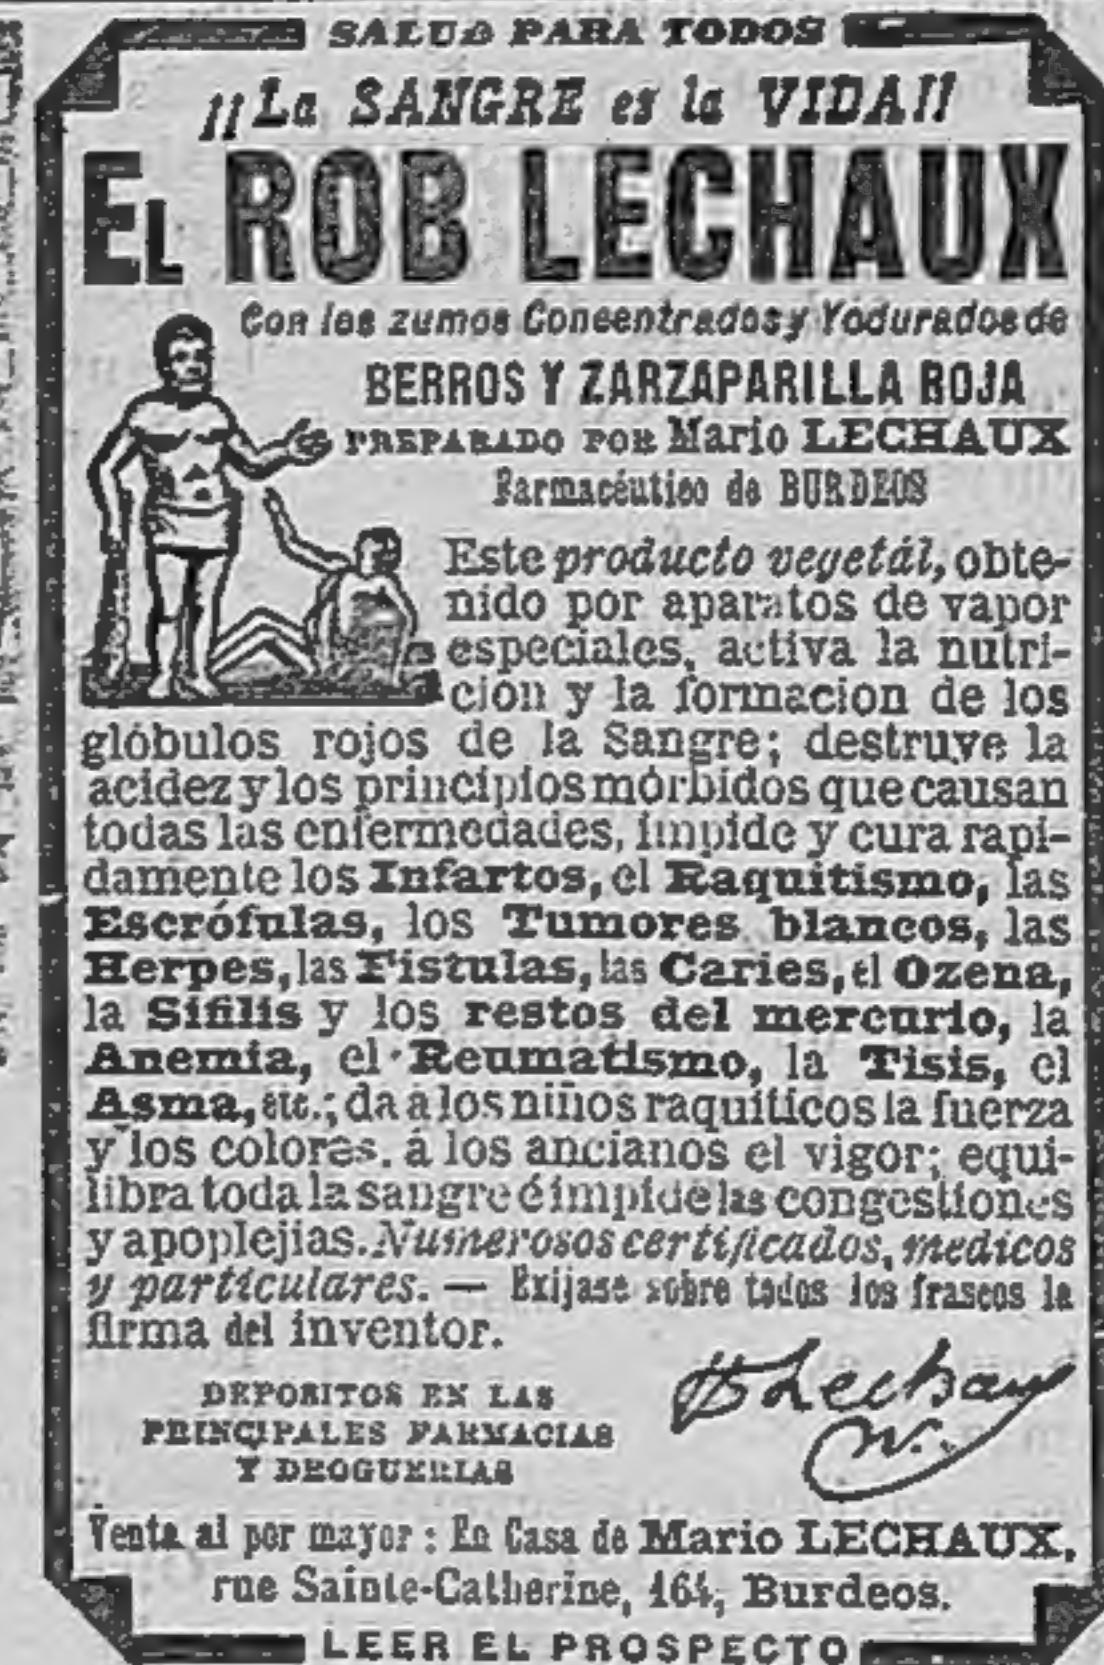 SALUD PARA TODOS
¡¡La SANGRE es la VIDA!!
EL ROB LECHAUX
Con los zumos Concentrados y Yodurados de
BERROS Y ZARZAPARILLA ROJA
PREPARADO POR Mario LECHAUX
Farmacéutico de BURDEOS
Este producto vegetál, obte-
nido por aparatos de vapor
especiales, activa la nutri-
ción y la formacion de los
glóbulos rojos de la Sangre; destruye la
acidez y los principios mórbidos que causan
todas las enfermedades, impide y cura rapi-
damente los Infartos, el Raquitismo, las
Escrófulas, los Tumores blancos, las
Herpes, las Fistulas, las Caries, el Ozena,
la Sifilis y los restos del mercurio, la
Anemia, el Reumatismo, la Tisis, el
Asma, etc.; da á los niños raquiticos la fuerza
y los colores, á los ancianos el vigor; equi-
libra toda la sangre é impide las congestiones
y apoplejias. Numerosos certificados, medicos
y particulares. — Exijase sobre todos los frascos la
firma del inventor.
DEPOSITOS EN LAS
PRINCIPALES FARMACIAS
Y DROGUERIAS
Lechaux
Venta al por mayor : En Casa de Mario LECHAUX,
rue Sainte-Catherine, 164, Burdeos.
LEER EL PROSPECTO